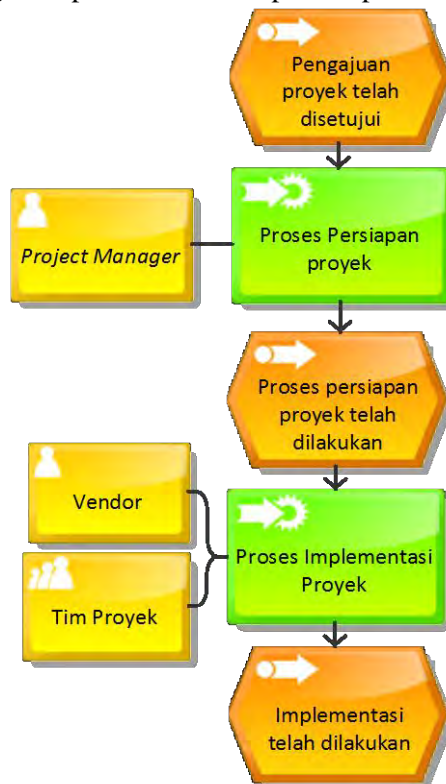 Pengajuan
proyek telah
disetujui
Project Manager
Proses Persiapan
proyek
Proses persiapan
proyek telah
dilakukan
Vendor
Tim Proyek
Proses Implementasi
Proyek
Implementasi
telah dilakukan